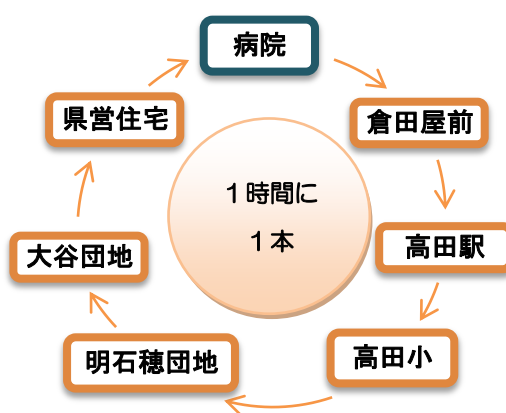 病院
倉田屋前
高田駅
高田小
明石穂団地
大谷団地
県営住宅
１時間に
１本